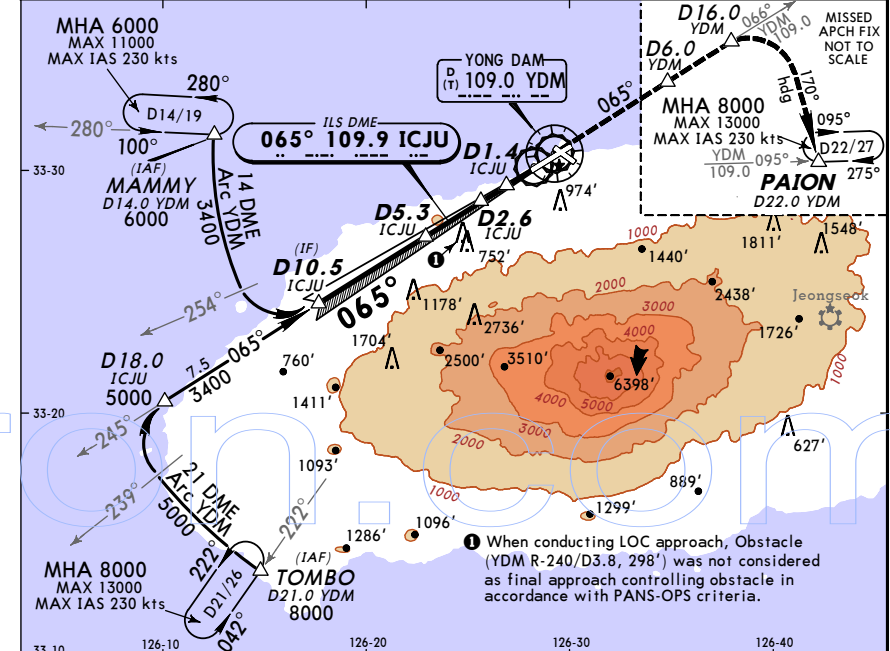 MHA 6000
MAX 11000
MAX IAS 230 kts
280°
D14/19
280°
100°
(IAF)
MAMMY
D14.0 YDM
6000
14 DME
Arc YDM
3400
ILS DME
065° 109.9 ICJU
YONG DAM
D
(T) 109.0 YDM
D1.4
ICJU
065°
D16.0
YDM
066°
YDM
109.0
D6.0
YDM
MISSED
APCH FIX
NOT TO
SCALE
170°
hdg
MHA 8000
MAX 13000
MAX IAS 230 kts
095°
D22/27
275°
YDM
109.0
095°
PAION
D22.0 YDM
33-30
974'
D5.3
ICJU
D2.6
ICJU
1
752'
(IF)
D10.5
ICJU
065°
254°
1000
1440'
1811'
1548'
2000
2438'
Jeongseok
1178'
3000
2736'
4000
1726'
1704'
D18.0
ICJU
5000
7.5
065°
3400
760'
2500'
3510'
1000
6398'
1411'
4000
5000
33-20
245°
3000
2000
627'
1093'
239°
21 DME
Arc YDM
5000
222°
1000
889'
1299'
1096'
1286'
1 When conducting LOC approach, Obstacle
(YDM R-240/D3.8, 298') was not considered
as final approach controlling obstacle in
accordance with PANS-OPS criteria.
222°
(IAF)
TOMBO
D21.0 YDM
8000
MHA 8000
MAX 13000
MAX IAS 230 kts
D21/26
042°
33-10
126-10
126-20
126-30
126-40
ron.com